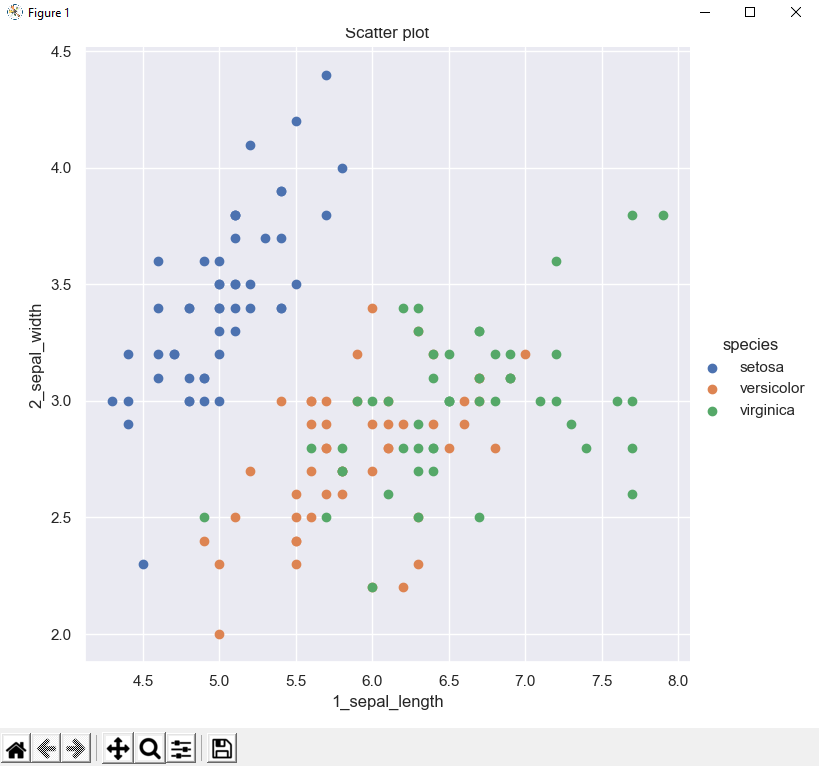 Figure 1
Scatter plot
4.5
4.0
3.5
3.0
2.5
2.0
2_sepal_width
4.5 5.0 5.5 6.0 6.5 7.0 7.5 8.0
1_sepal_length
species
setosa
versicolor
virginica